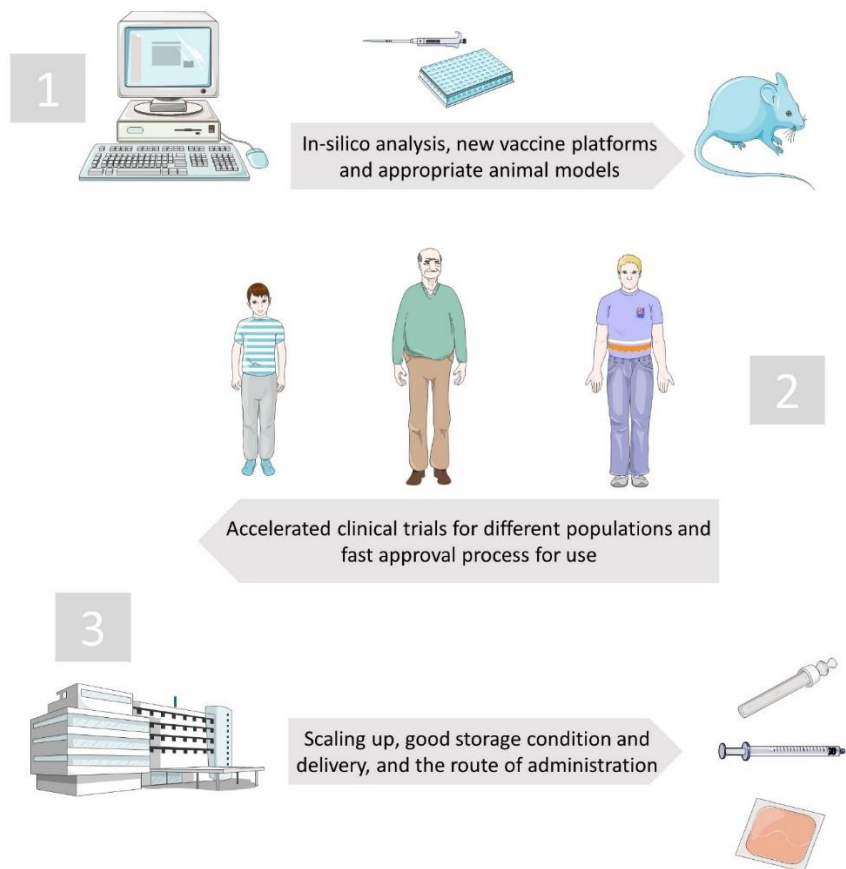 1
In-silico analysis, new vaccine platforms
and appropriate animal models
2
Accelerated clinical trials for different populations and
fast approval process for use
3
Scaling up, good storage condition and
delivery, and the route of administration